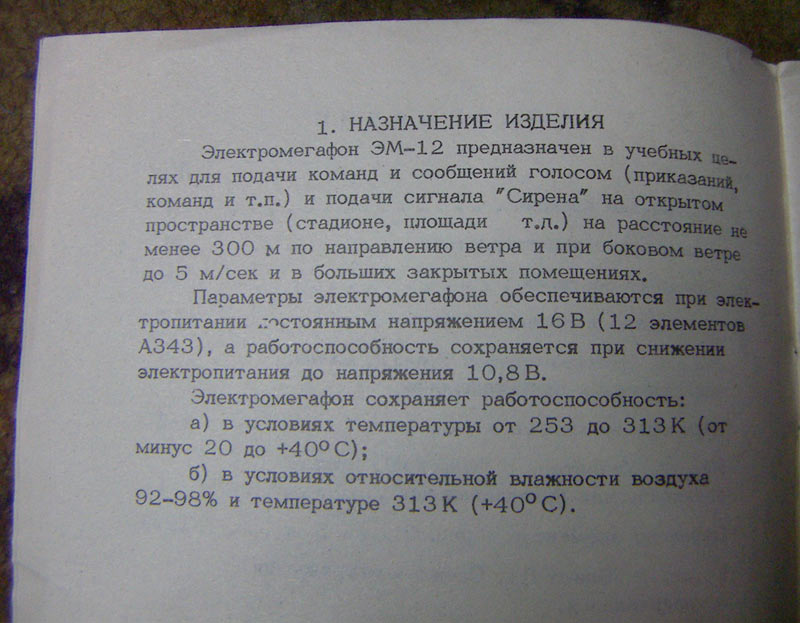 1. НАЗНАЧЕНИЕ ИЗДЕЛИЯ
Электромегафон ЭМ-12 предназначен в учебных це-
лях для подачи команд и сообщений голосом (приказаний,
команд и т.п.) и подачи сигнала "Сирена" на открытом
пространстве (стадионе, площади т.д.) на расстояние не
менее 300 м по направлению ветра и при боковом ветре
до 5 м/сек и в больших закрытых помещениях.
Параметры электромегафона обеспечиваются при элек-
тропитании постоянным напряжением 16 В (12 элементов
А343), а работоспособность сохраняется при снижении
электропитания до напряжения 10,8 В.
Электромегафон сохраняет работоспособность:
а) в условиях температуры от 253 до 313 К (от
минус 20 до +40° С);
б) в условиях относительной влажности воздуха
92-98% и температуре 313 К (+40° С).